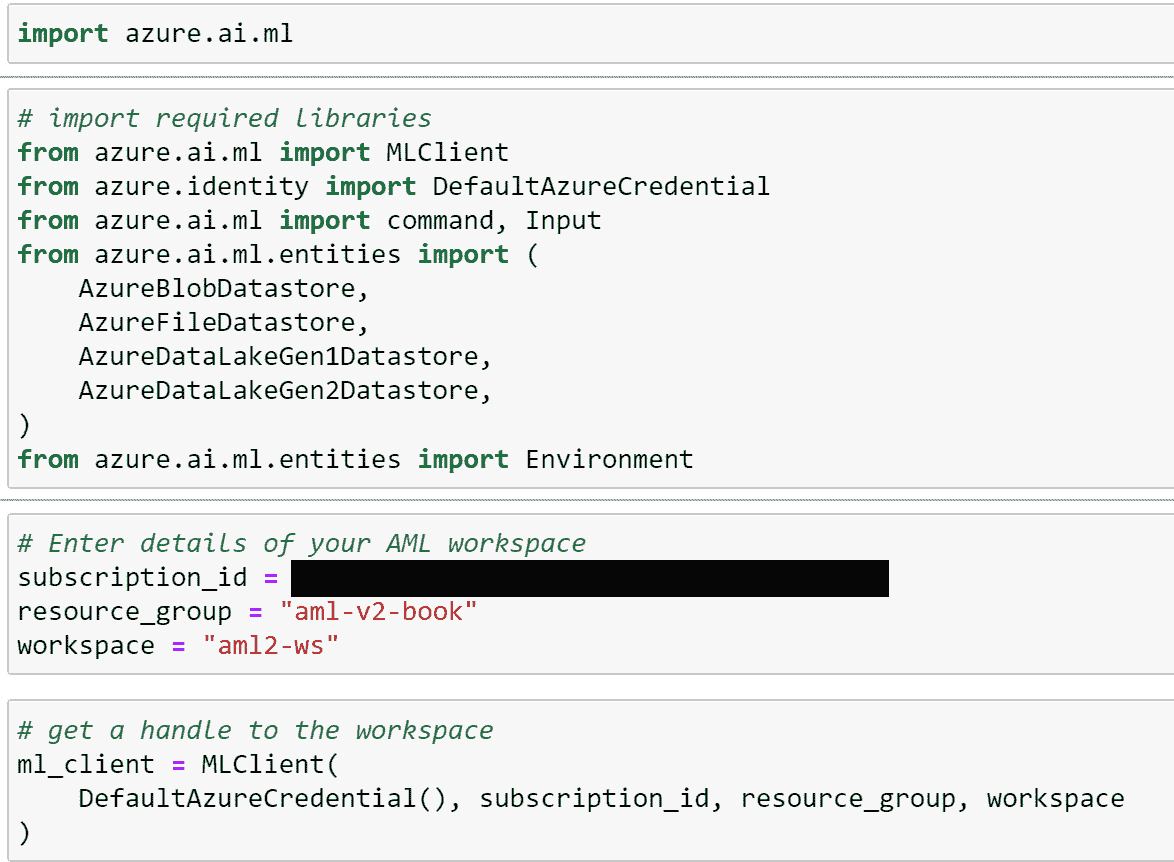 import azure.ai.ml
# import required libraries
from azure.ai.ml import MLClient
from azure.identity import DefaultAzureCredential
from azure.ai.ml import command, Input
from azure.ai.ml.entities import (
    AzureBlobDatastore,
    AzureFileDatastore,
    AzureDataLakeGen1Datastore,
    AzureDataLakeGen2Datastore,
)
from azure.ai.ml.entities import Environment
# Enter details of your AML workspace
subscription_id =
resource_group = "aml-v2-book"
workspace = "aml2-ws"
# get a handle to the workspace
ml_client = MLClient(
    DefaultAzureCredential(), subscription_id, resource_group, workspace
)